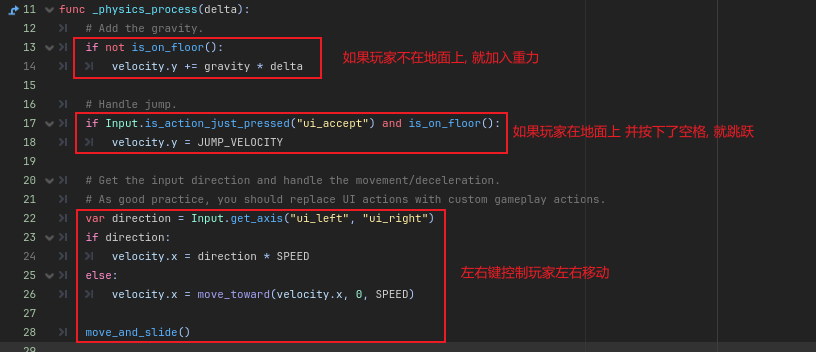 11 func _physics_process(delta):
12 # Add the gravity.
13 if not is_on_floor(): 如果玩家不在地面上, 就加入重力
14 velocity.y += gravity * delta
15
16 # Handle jump.
17 if Input.is_action_just_pressed("ui_accept") and is_on_floor(): 如果玩家在地面上 并按下了空格, 就跳跃
18 velocity.y = JUMP_VELOCITY
19
20 # Get the input direction and handle the movement/deceleration.
21 # As good practice, you should replace UI actions with custom gameplay actions.
22 var direction = Input.get_axis("ui_left", "ui_right")
23 if direction:
24 velocity.x = direction * SPEED
25 else: 左右键控制玩家左右移动
26 velocity.x = move_toward(velocity.x, 0, SPEED)
27
28 move_and_slide()
29